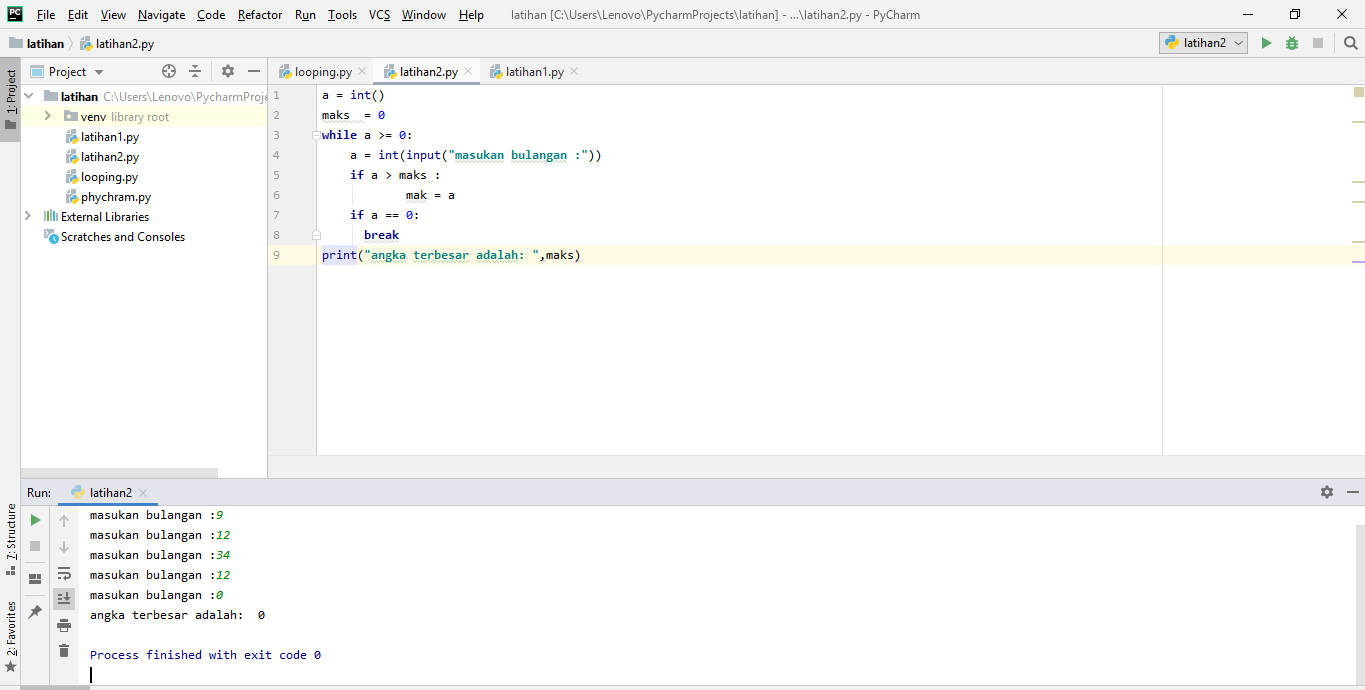 PC File Edit View Navigate Code Refactor Run Tools VCS Window Help latihan [C:\Users\Lenovo\PycharmProjects\latihan] - ...\latihan2.py - PyCharm
latihan latihan2.py latihan2
1: Project
Project
looping.py latihan2.py latihan1.py
latihan C:\Users\Lenovo\PycharmProje
venv library root
latihan1.py
latihan2.py
looping.py
phychram.py
External Libraries
Scratches and Consoles
1 a = int()
2 maks = 0
3 while a >= 0:
4 a = int(input("masukan bulangan :"))
5 if a > maks :
6 mak = a
7 if a == 0:
8 break
9 print("angka terbesar adalah: ",maks)
Run: latihan2
7: Structure
2: Favorites
masukan bulangan :9
masukan bulangan :12
masukan bulangan :34
masukan bulangan :12
masukan bulangan :0
angka terbesar adalah:  0
Process finished with exit code 0